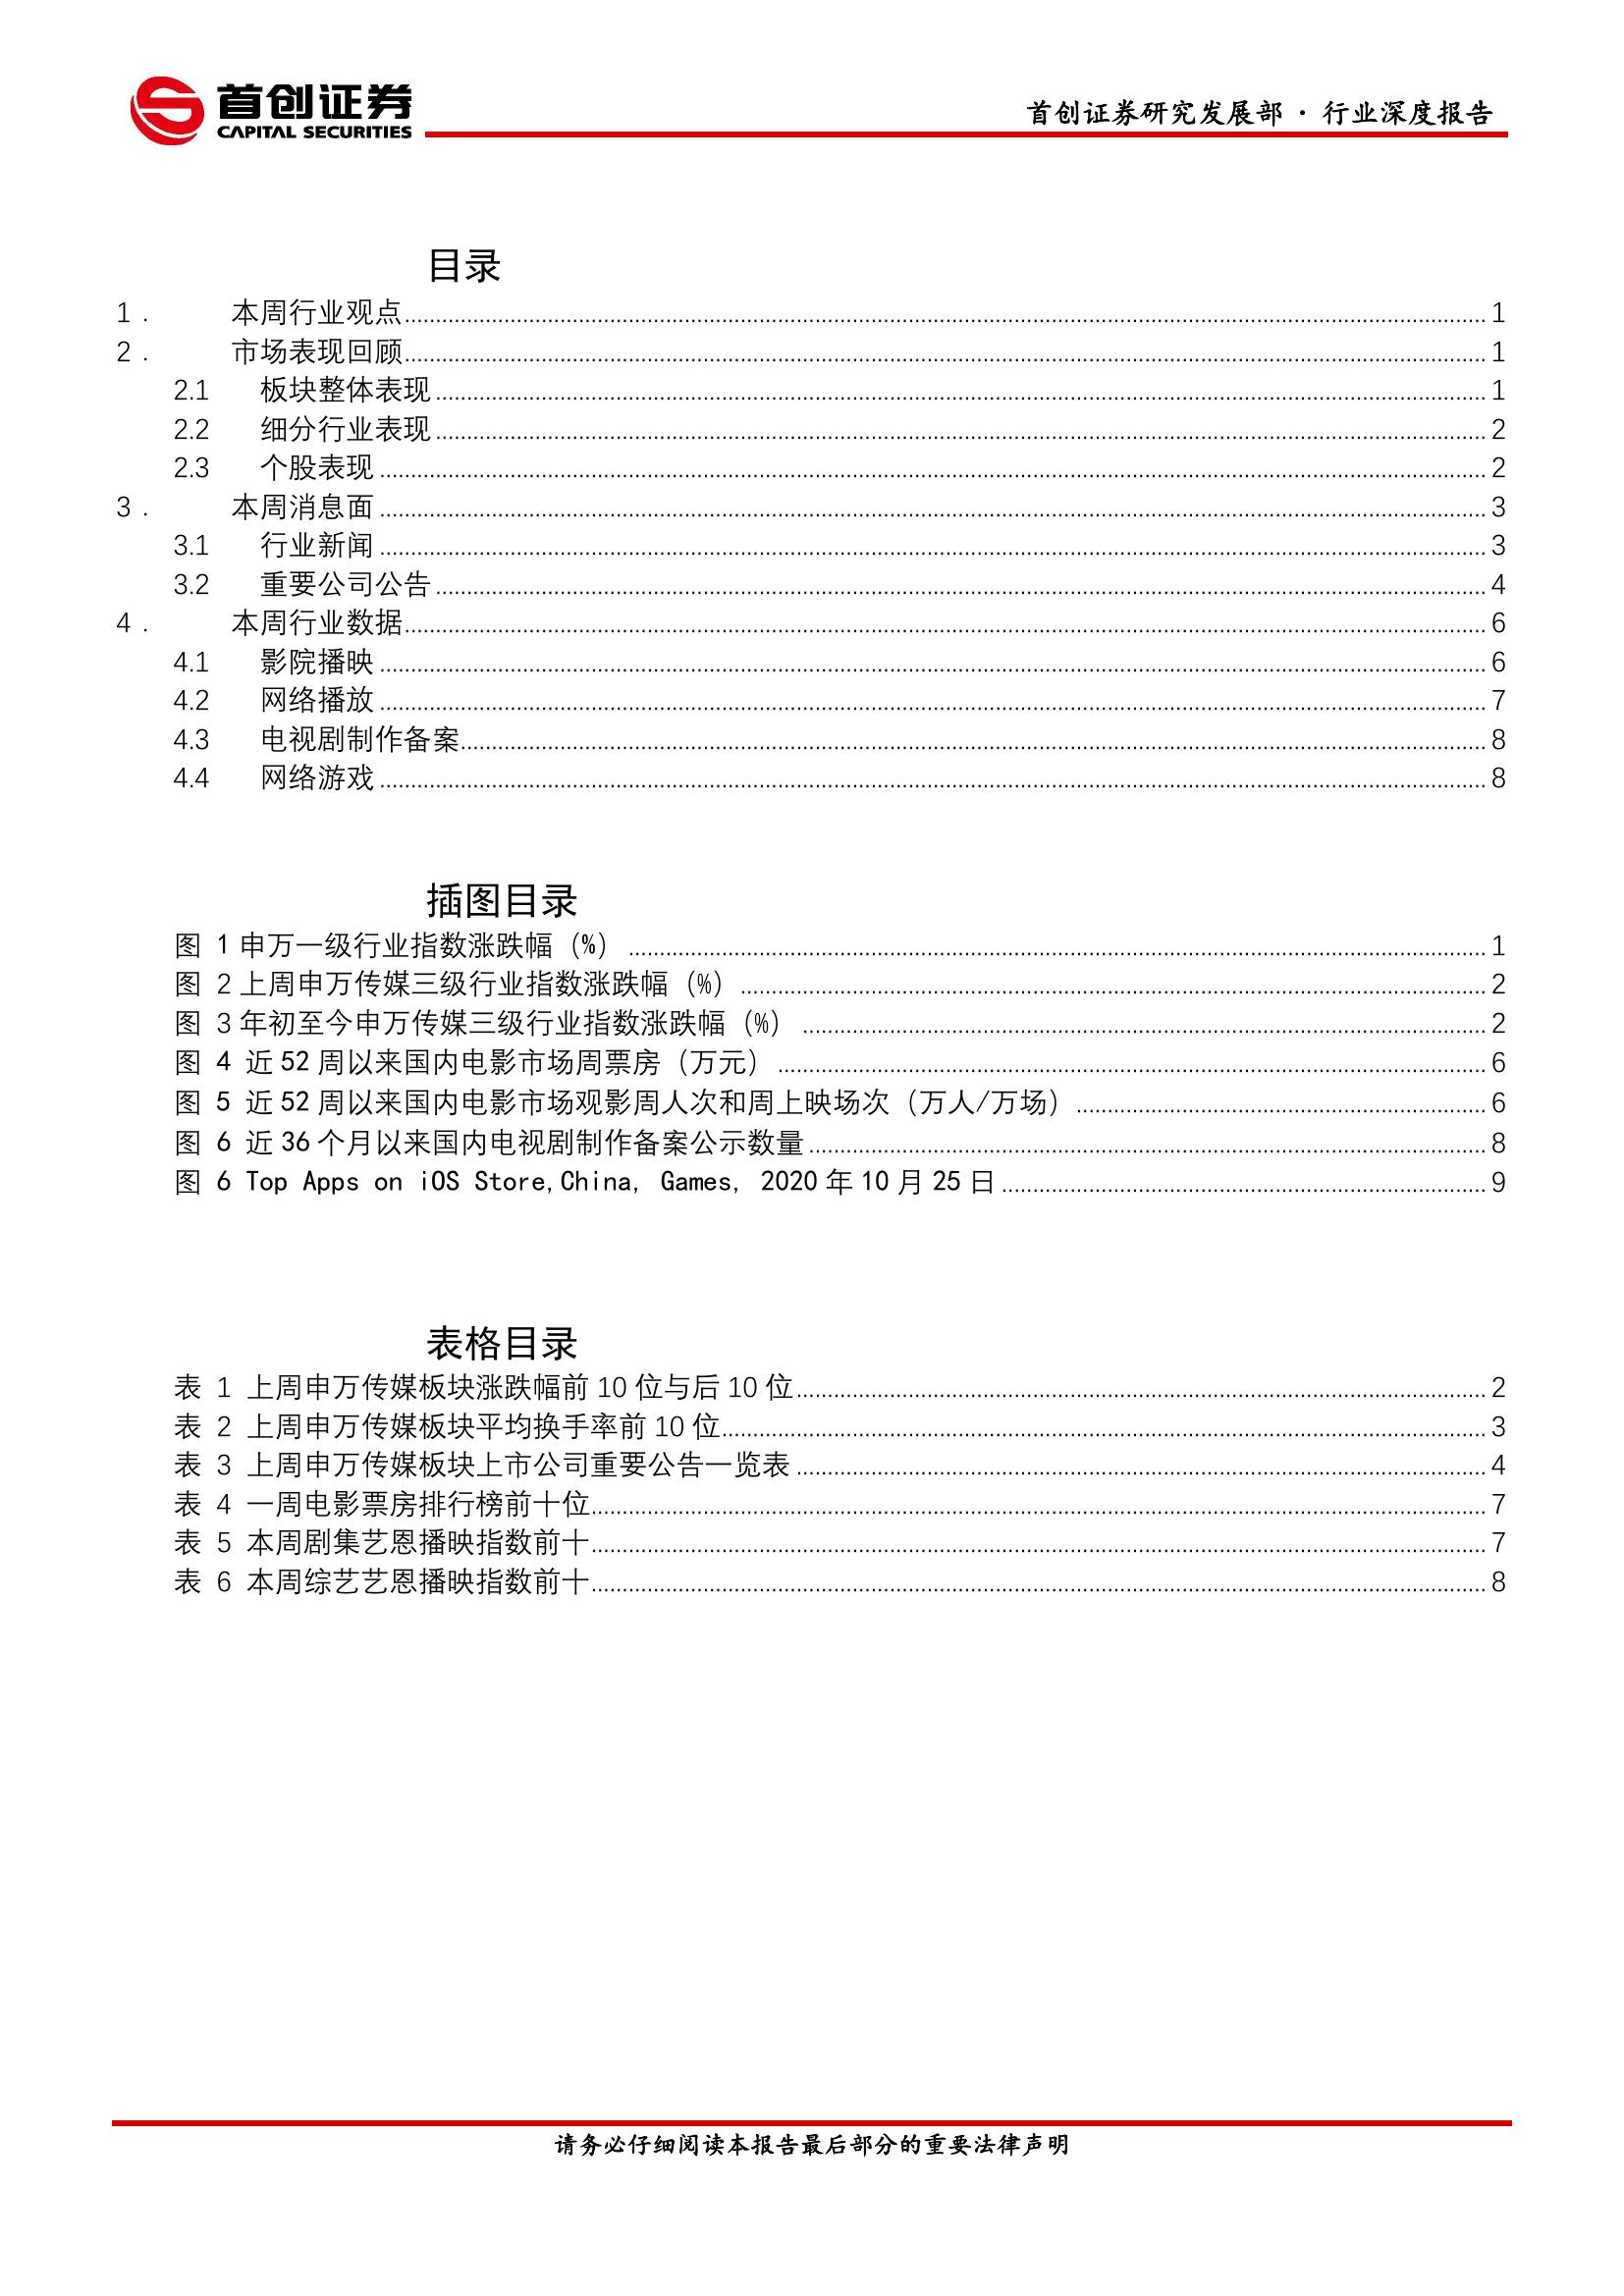 首创证券
CAPITAL SECURITIES
首创证券研究发展部 · 行业深度报告
目录
1. 本周行业观点 1
2. 市场表现回顾 1
2.1 板块整体表现 1
2.2 细分行业表现 2
2.3 个股表现 2
3. 本周消息面 3
3.1 行业新闻 3
3.2 重要公司公告 4
4. 本周行业数据 6
4.1 影院播映 6
4.2 网络播放 7
4.3 电视剧制作备案 8
4.4 网络游戏 8
插图目录
图 1 申万一级行业指数涨跌幅（%） 1
图 2 上周申万传媒三级行业指数涨跌幅（%） 2
图 3 年初至今申万传媒三级行业指数涨跌幅（%） 2
图 4 近 52 周以来国内电影市场周票房（万元） 6
图 5 近 52 周以来国内电影市场观影周人次和周上映场次（万人/万场） 6
图 6 近 36 个月以来国内电视剧制作备案公示数量 8
图 6 Top Apps on iOS Store,China, Games, 2020 年 10 月 25 日 9
表格目录
表 1 上周申万传媒板块涨跌幅前 10 位与后 10 位 2
表 2 上周申万传媒板块平均换手率前 10 位 3
表 3 上周申万传媒板块上市公司重要公告一览表 4
表 4 一周电影票房排行榜前十位 7
表 5 本周剧集艺恩播映指数前十 7
表 6 本周综艺艺恩播映指数前十 8
请务必仔细阅读本报告最后部分的重要法律声明